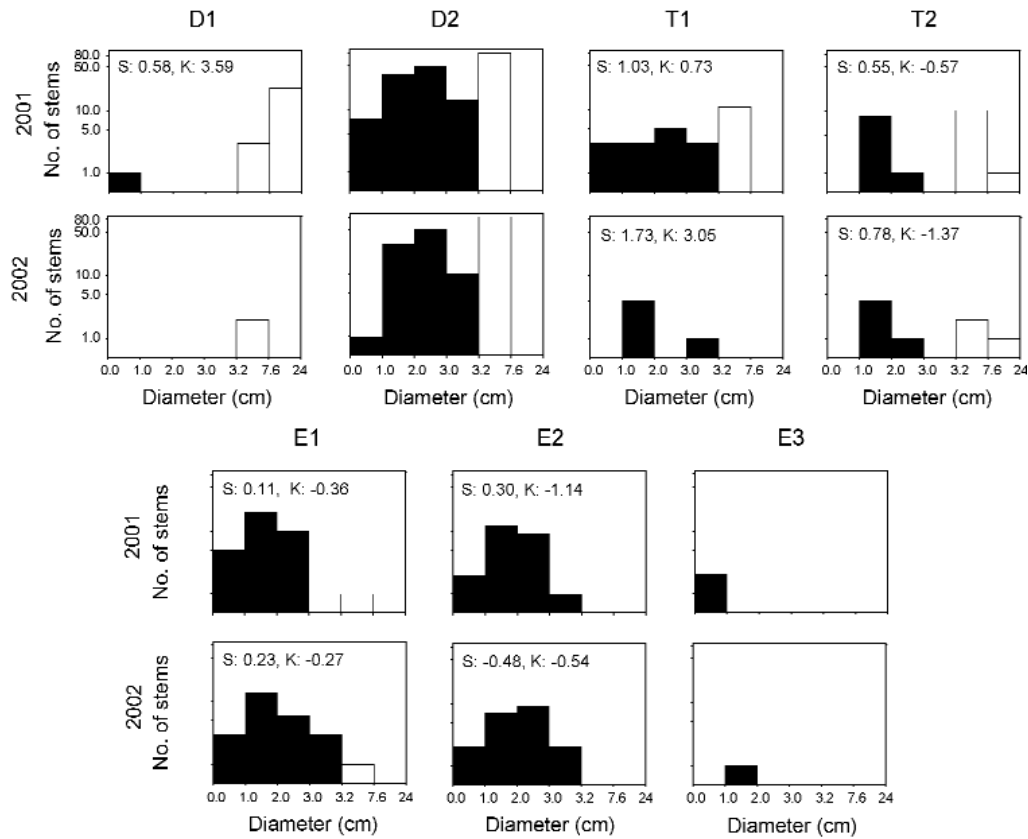 D1 D2 T1 T2
2001
No. of stems
80.0
50.0
10.0
5.0
1.0
S: 0.58, K: 3.59
S: 1.03, K: 0.73
S: 0.55, K: -0.57
2002
No. of stems
80.0
50.0
10.0
5.0
1.0
S: 1.73, K: 3.05
S: 0.78, K: -1.37
0.0 1.0 2.0 3.2 7.6 24
0.0 1.0 2.0 3.0 3.2 7.6 24
0.0 1.0 2.0 3.0 3.2 7.6 24
0.0 1.0 2.0 3.0 3.2 7.6 24
Diameter (cm) Diameter (cm) Diameter (cm) Diameter (cm)
E1 E2 E3
2001
No. of stems
S: 0.11, K: -0.36
S: 0.30, K: -1.14
2002
No. of stems
S: 0.23, K: -0.27
S: -0.48, K: -0.54
0.0 1.0 2.0 3.0 3.2 7.6 24
0.0 1.0 2.0 3.0 3.2 7.6 24
0.0 1.0 2.0 3.0 3.2 7.6 24
Diameter (cm) Diameter (cm) Diameter (cm)